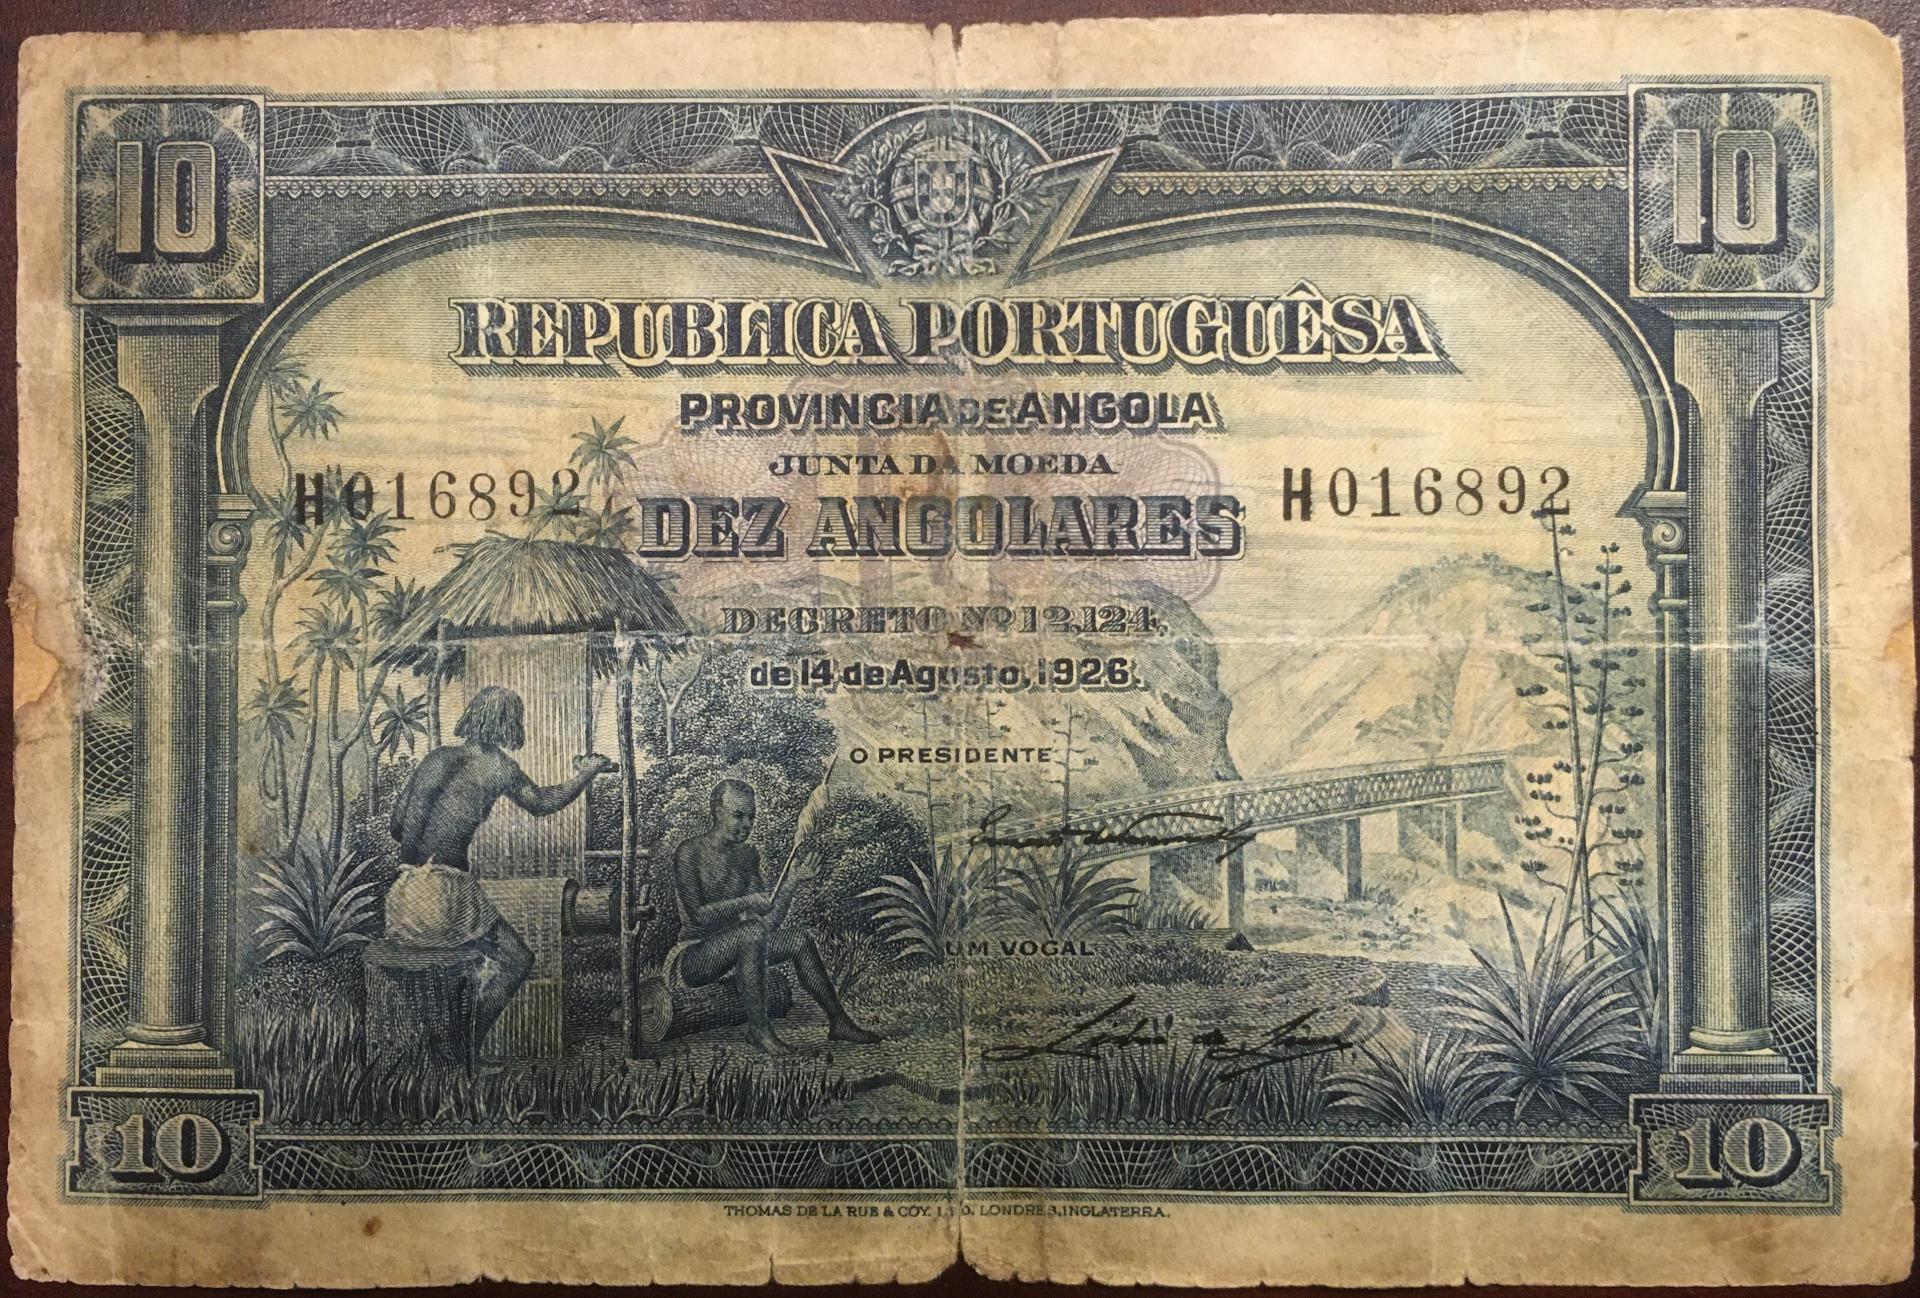 10 10
REPUBLICA PORTUGUÊSA
PROVINCIA DE ANGOLA
JUNTA DA MOEDA
H016892 H016892
DEZ ANGOLARES
DECRETO Nº 12,124,
de 14 de Agosto, 1926.
O PRESIDENTE
UM VOGAL
10 10
THOMAS DE LA RUE & COY. LTD. LONDRES, INGLATERRA.